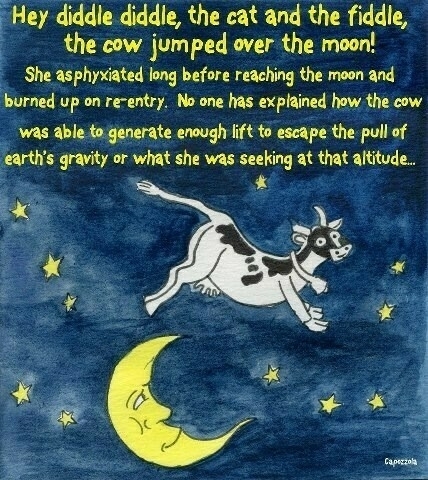 Hey diddle diddle, the cat and the fiddle,
the cow jumped over the moon!
She asphyxiated long before reaching the moon and
burned up on re-entry. No one has explained how the cow
was able to generate enough lift to escape the pull of
earth's gravity or what she was seeking at that altitude...
Capozzola